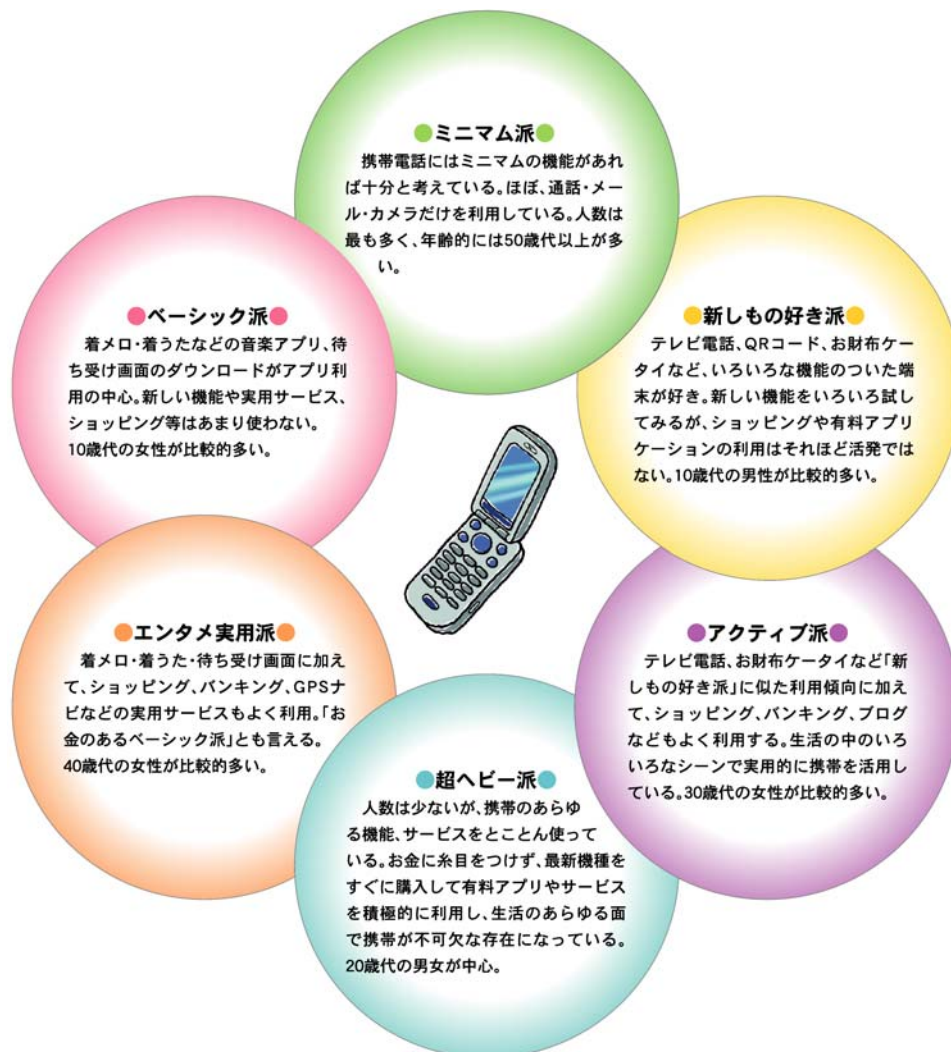 ●ミニマム派●
携帯電話にはミニマムの機能があれ
ば十分と考えている。ほぼ、通話・メー
ル・カメラだけを利用している。人数は
最も多く、年齢的には50歳代以上が多
い。
●ベーシック派●
着メロ・着うたなどの音楽アプリ、待
ち受け画面のダウンロードがアプリ利
用の中心。新しい機能や実用サービス、
ショッピング等はあまり使わない。
10歳代の女性が比較的多い。
●新しもの好き派●
テレビ電話、QRコード、お財布ケー
タイなど、いろいろな機能のついた端
末が好き。新しい機能をいろいろ試し
てみるが、ショッピングや有料アプリ
ケーションの利用はそれほど活発では
ない。10歳代の男性が比較的多い。
●エンタメ実用派●
着メロ・着うた・待ち受け画面に加え
て、ショッピング、バンキング、GPSナ
ビなどの実用サービスもよく利用。「お
金のあるベーシック派」とも言える。
40歳代の女性が比較的多い。
●アクティブ派●
テレビ電話、お財布ケータイなど「新
しもの好き派」に似た利用傾向に加え
て、ショッピング、バンキング、ブログ
などもよく利用する。生活の中のいろ
いろなシーンで実用的に携帯を活用し
ている。30歳代の女性が比較的多い。
●超ヘビー派●
人数は少ないが、携帯のあらゆ
る機能、サービスをとことん使って
いる。お金に糸目をつけず、最新機種を
すぐに購入して有料アプリやサービス
を積極的に利用し、生活のあらゆる面
で携帯が不可欠な存在になっている。
20歳代の男女が中心。